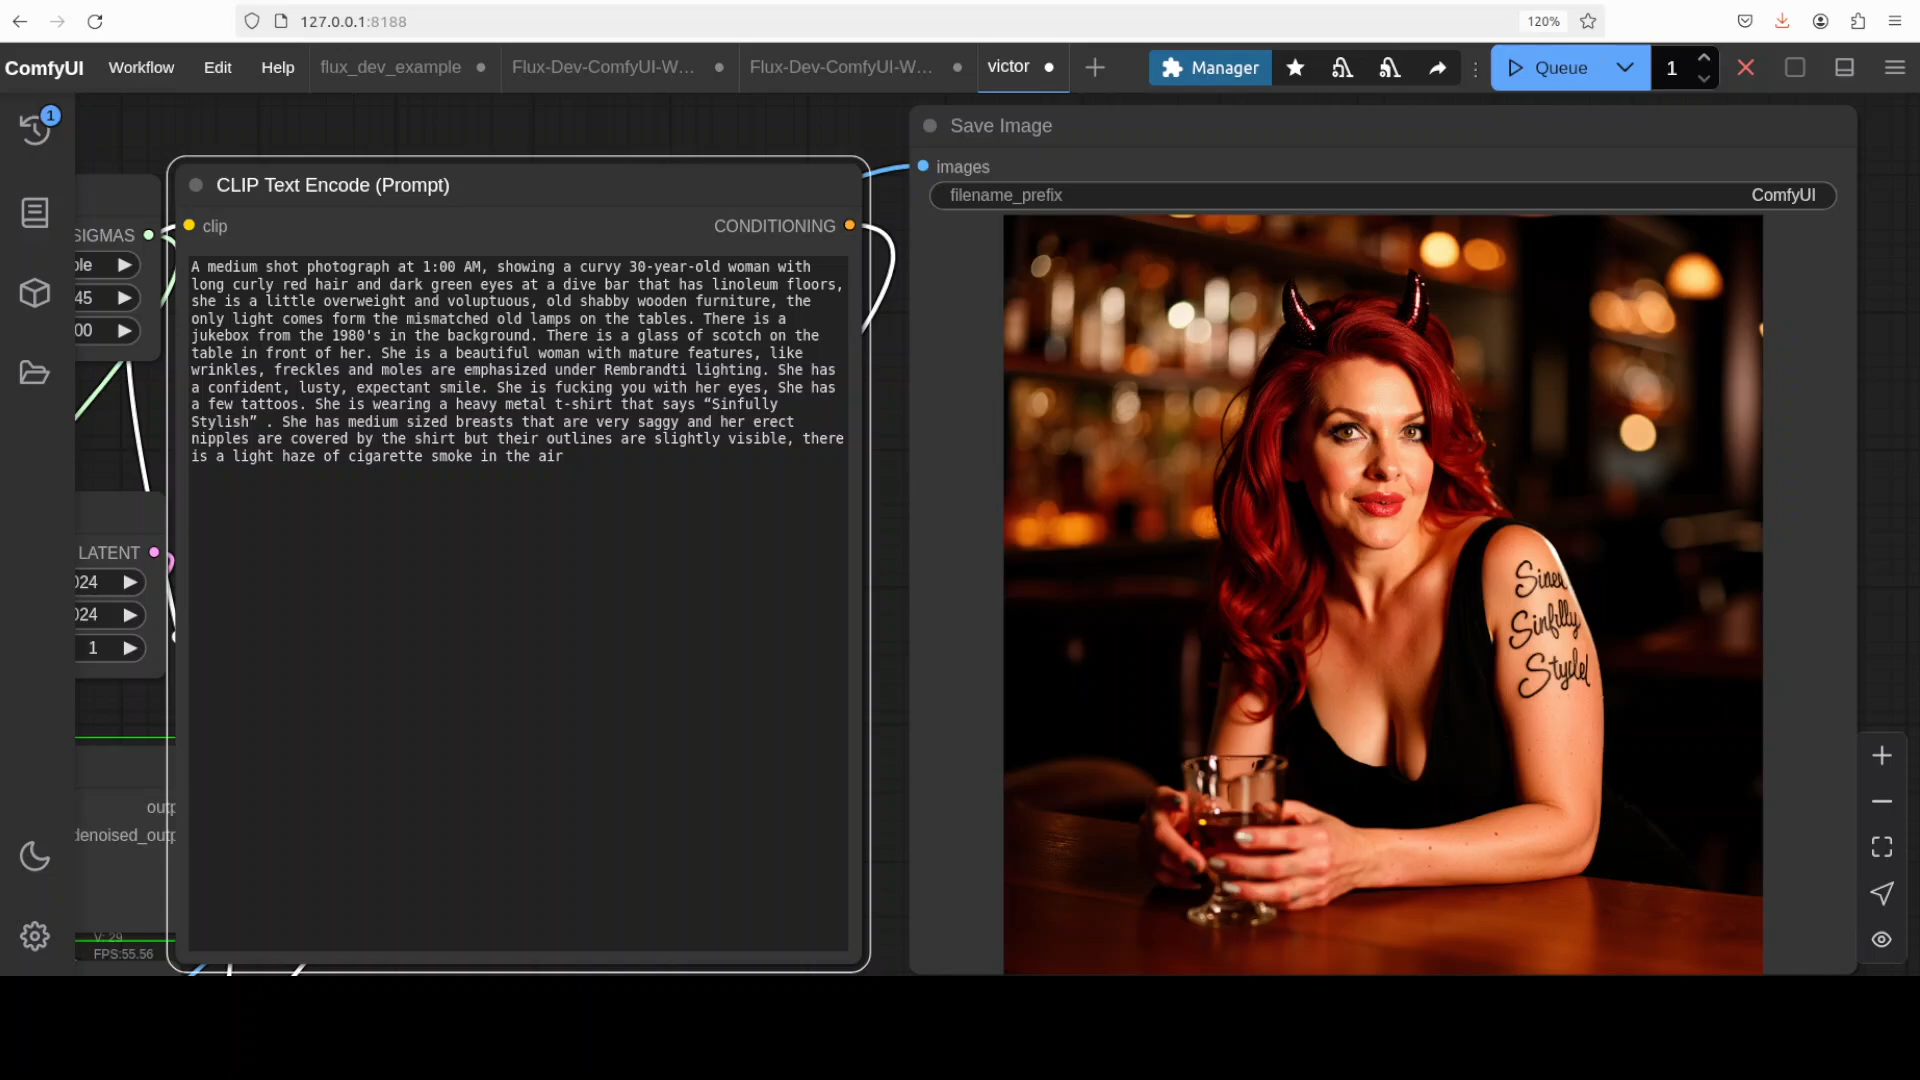 127.0.0.1:8188
120%
ComfyUI
Workflow
Edit
Help
flux_dev_example
Flux-Dev-ComfyUI-W...
Flux-Dev-ComfyUI-W...
victor
Manager
Queue
1
1
Save Image
images
filename_prefix
ComfyUI
CLIP Text Encode (Prompt)
clip
CONDITIONING
SIGMAS
ble
45
00
A medium shot photograph at 1:00 AM, showing a curvy 30-year-old woman with
long curly red hair and dark green eyes at a dive bar that has linoleum floors,
she is a little overweight and voluptuous, old shabby wooden furniture, the
only light comes form the mismatched old lamps on the tables. There is a
jukebox from the 1980's in the background. There is a glass of scotch on the
table in front of her. She is a beautiful woman with mature features, like
wrinkles, freckles and moles are emphasized under Rembrandti lighting. She has
a confident, lusty, expectant smile. She is fucking you with her eyes, She has
a few tattoos. She is wearing a heavy metal t-shirt that says “Sinfully
Stylish” . She has medium sized breasts that are very saggy and her erect
nipples are covered by the shirt but their outlines are slightly visible, there
is a light haze of cigarette smoke in the air
LATENT
024
024
1
outp
denoised_outp
V: 29
FPS:55.56
Sinfully